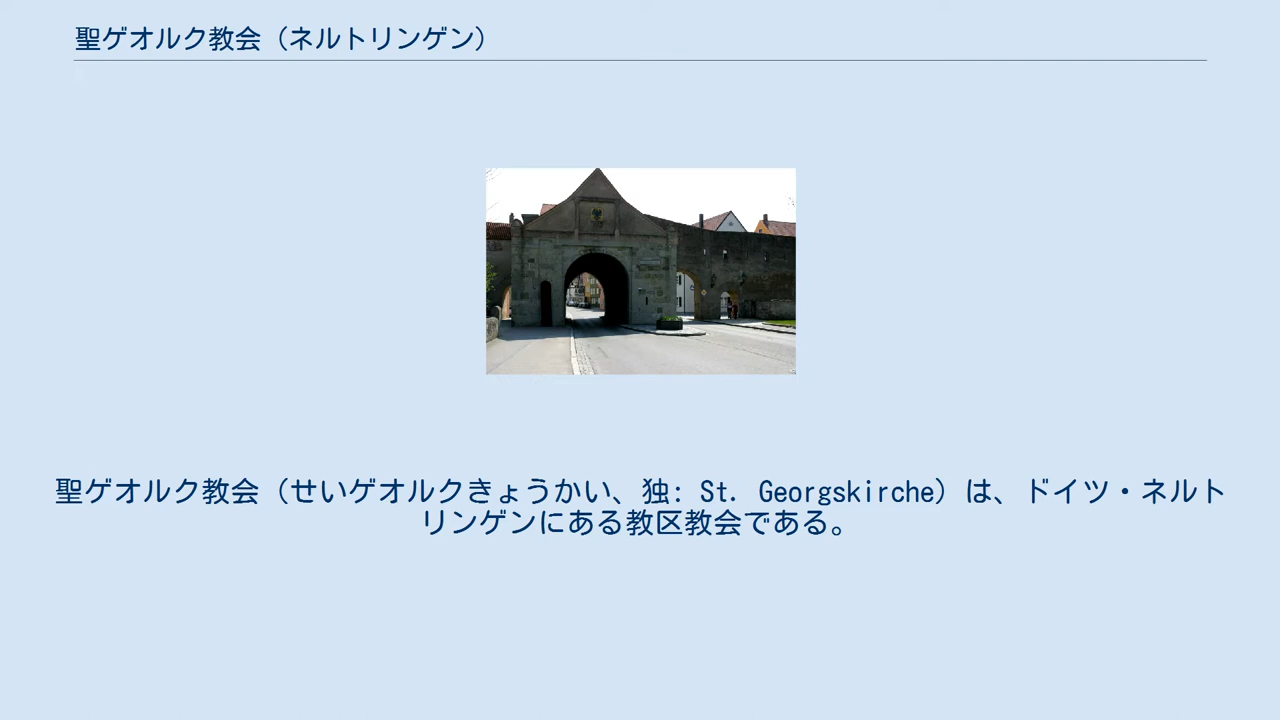 聖ゲオルク教会（ネルトリンゲン）
聖ゲオルク教会（せいゲオルクきょうかい、独: St. Georgskirche）は、ドイツ・ネルト
リンゲンにある教区教会である。